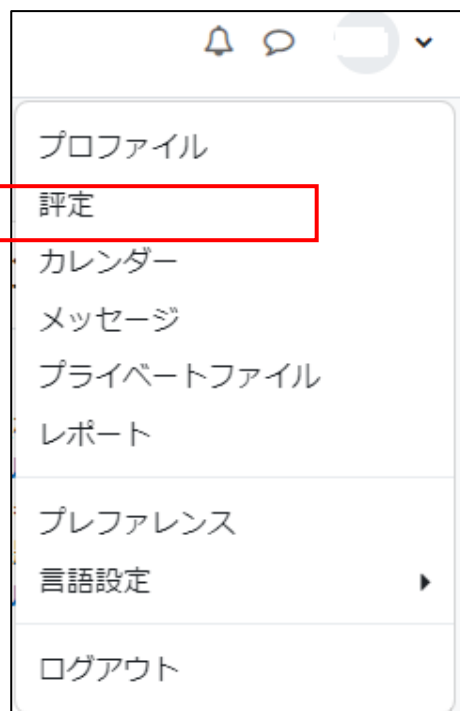 プロファイル
評定
カレンダー
メッセージ
プライベートファイル
レポート
プレファレンス
言語設定
ログアウト